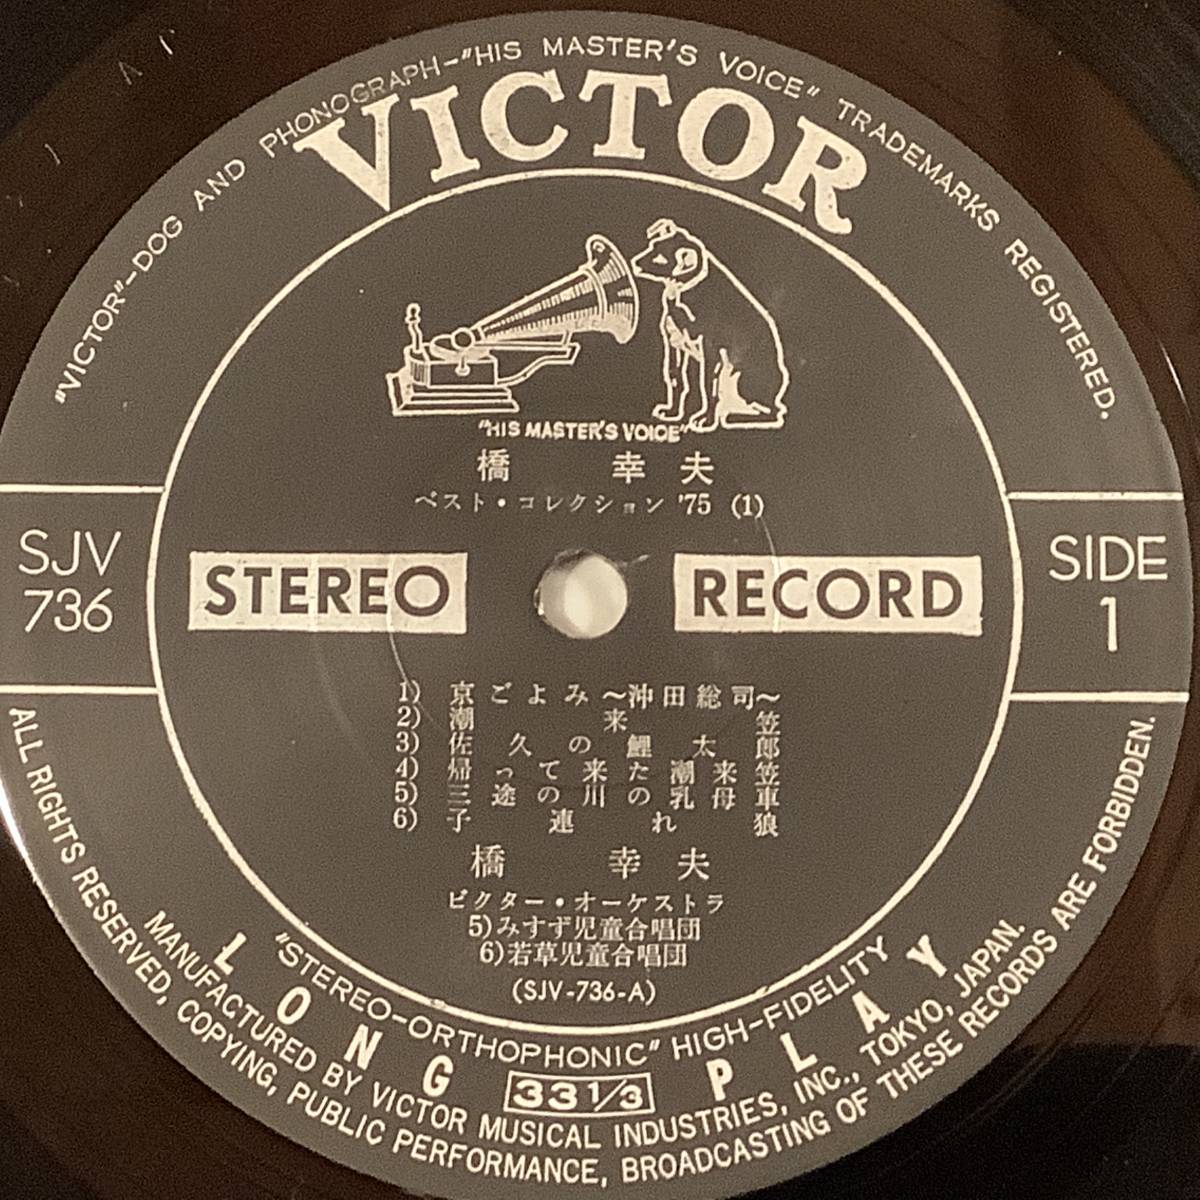 "VICTOR"-DOG AND PHONOGRAPH-"HIS MASTER'S VOICE" TRADEMARKS REGISTERED.
VICTOR
"HIS MASTER'S VOICE"
橋 幸夫
ベスト・コレクション '75 (1)
SJV
736
STEREO RECORD
SIDE
1
1) 京ごよみ〜沖田総司〜
2) 潮来笠
3) 佐久の鯉太郎
4) 帰って来た潮来笠
5) 三途の川の乳母車
6) 子連れ狼
橋 幸夫
ビクター・オーケストラ
5)みすず児童合唱団
6)若草児童合唱団
(SJV-736-A)
"STEREO-ORTHOPHONIC" HIGH-FIDELITY
LONG 33 1/3 PLAY
MANUFACTURED BY VICTOR MUSICAL INDUSTRIES, INC., TOKYO, JAPAN.
ALL RIGHTS RESERVED, COPYING, PUBLIC PERFORMANCE, BROADCASTING OF THESE RECORDS ARE FORBIDDEN.